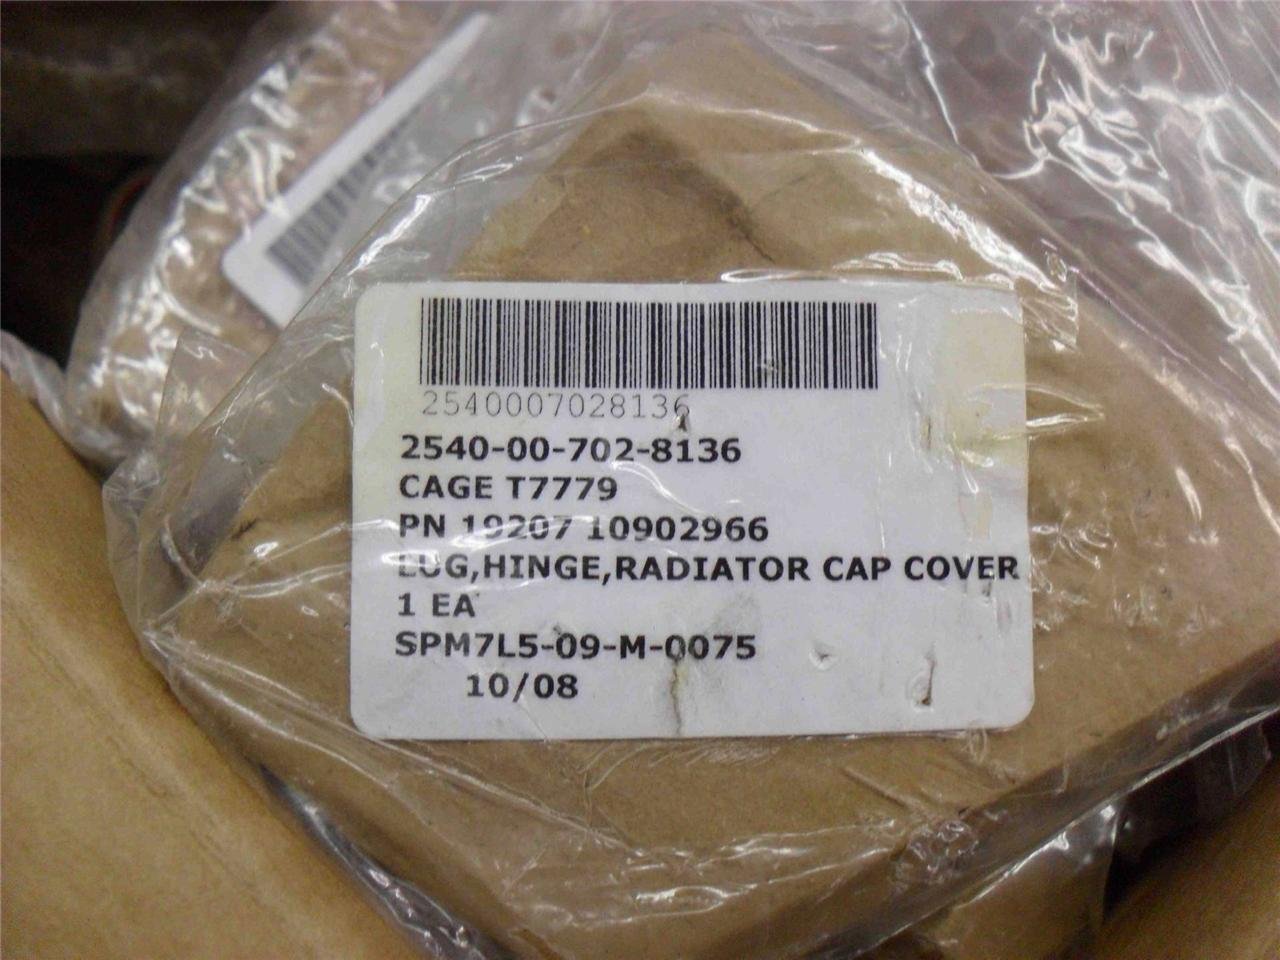 2540007028136
2540-00-702-8136
CAGE T7779
PN 19207 10902966
LUG,HINGE,RADIATOR CAP COVER
1 EA
SPM7L5-09-M-0075
10/08